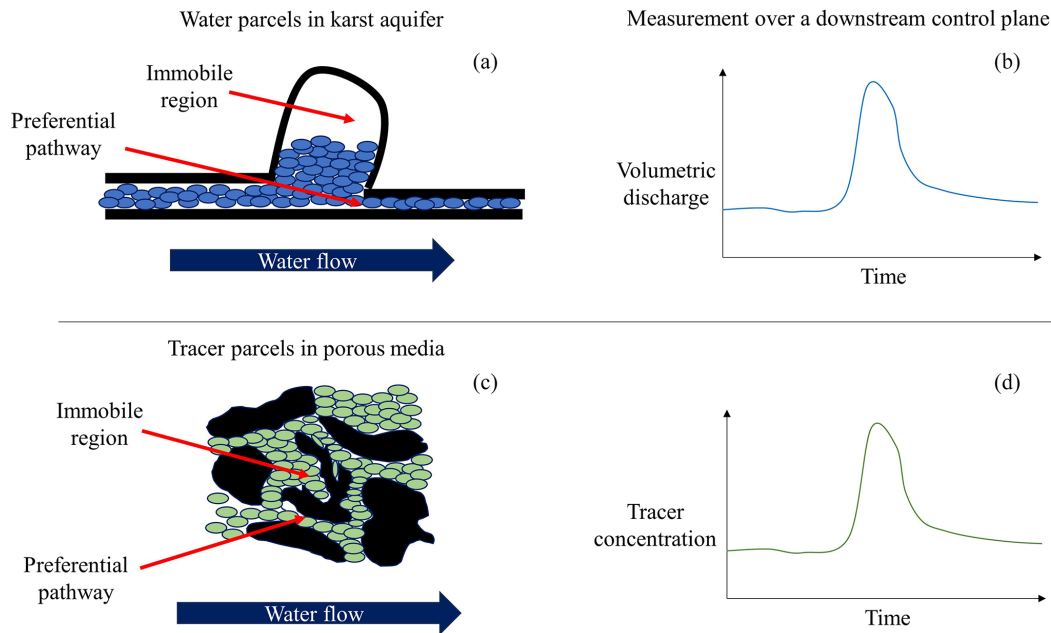 Water parcels in karst aquifer
Measurement over a downstream control plane
(a)
Immobile
region
Preferential
pathway
Water flow
(b)
Volumetric
discharge
Time
Tracer parcels in porous media
(c)
Immobile
region
Preferential
pathway
Water flow
(d)
Tracer
concentration
Time